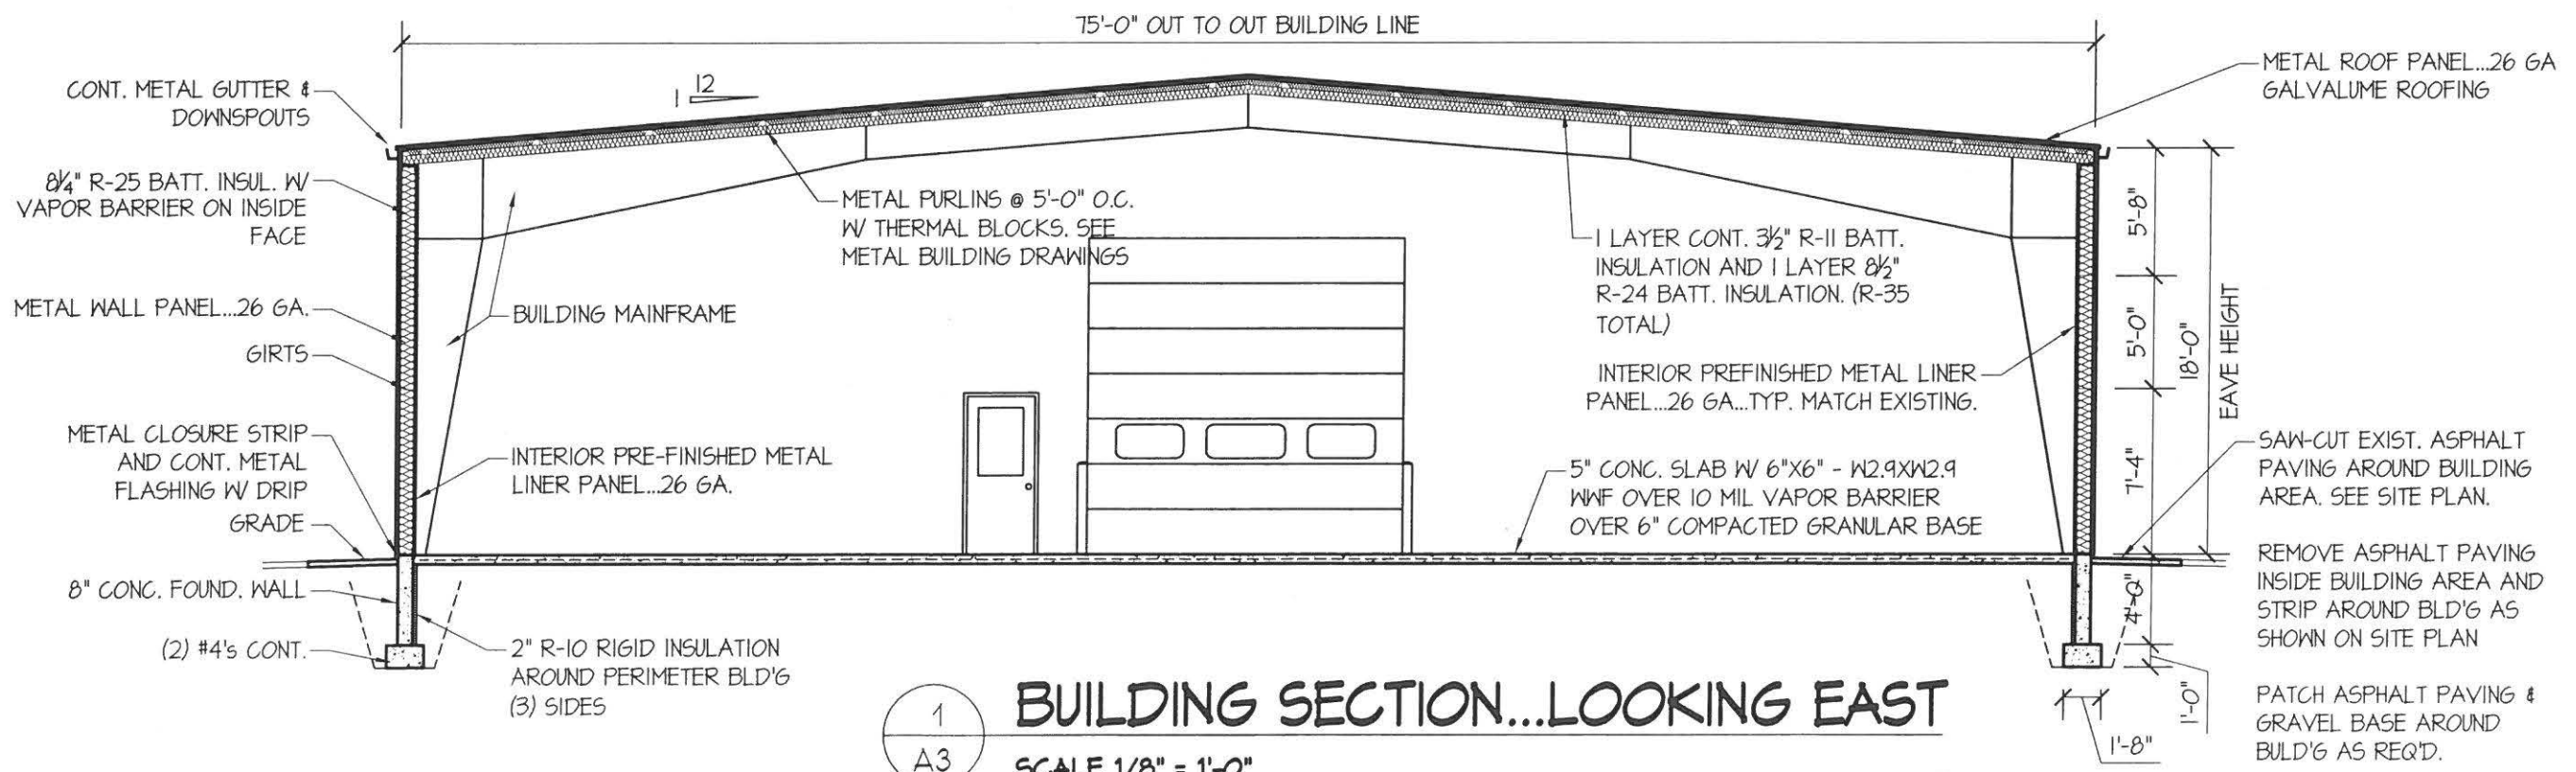 75'-0" OUT TO OUT BUILDING LINE
CONT. METAL GUTTER &
DOWNSPOUTS
12
1
METAL ROOF PANEL...26 GA
GALVALUME ROOFING
8¼" R-25 BATT. INSUL. W/
VAPOR BARRIER ON INSIDE
FACE
METAL PURLINS @ 5'-0" O.C.
W/ THERMAL BLOCKS. SEE
METAL BUILDING DRAWINGS
1 LAYER CONT. 3½" R-11 BATT.
INSULATION AND 1 LAYER 8½"
R-24 BATT. INSULATION. (R-35
TOTAL)
5'-8"
5'-0"
7'-4"
18'-0"
EAVE HEIGHT
METAL WALL PANEL...26 GA.
BUILDING MAINFRAME
GIRTS
INTERIOR PREFINISHED METAL LINER
PANEL...26 GA...TYP. MATCH EXISTING.
METAL CLOSURE STRIP
AND CONT. METAL
FLASHING W/ DRIP
INTERIOR PRE-FINISHED METAL
LINER PANEL...26 GA.
5" CONC. SLAB W/ 6"X6" - W2.9XW2.9
WWF OVER 10 MIL VAPOR BARRIER
OVER 6" COMPACTED GRANULAR BASE
SAW-CUT EXIST. ASPHALT
PAVING AROUND BUILDING
AREA. SEE SITE PLAN.
GRADE
8" CONC. FOUND. WALL
(2) #4's CONT.
2" R-10 RIGID INSULATION
AROUND PERIMETER BLD'G
(3) SIDES
4'-0"
1'-0"
1'-8"
REMOVE ASPHALT PAVING
INSIDE BUILDING AREA AND
STRIP AROUND BLD'G AS
SHOWN ON SITE PLAN
PATCH ASPHALT PAVING &
GRAVEL BASE AROUND
BULD'G AS REQ'D.
1
A3
BUILDING SECTION...LOOKING EAST
SCALE 1/8" = 1'-0"